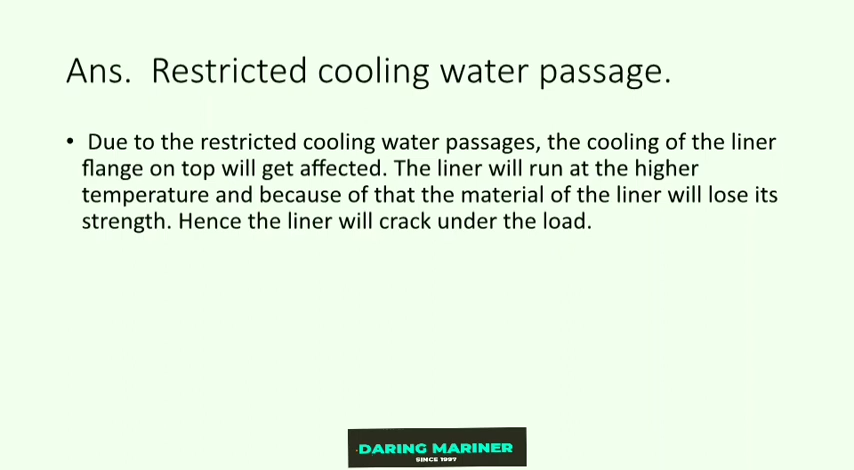 Ans.  Restricted cooling water passage.
• Due to the restricted cooling water passages, the cooling of the liner
flange on top will get affected. The liner will run at the higher
temperature and because of that the material of the liner will lose its
strength. Hence the liner will crack under the load.
DARING MARINER
SINCE 1997